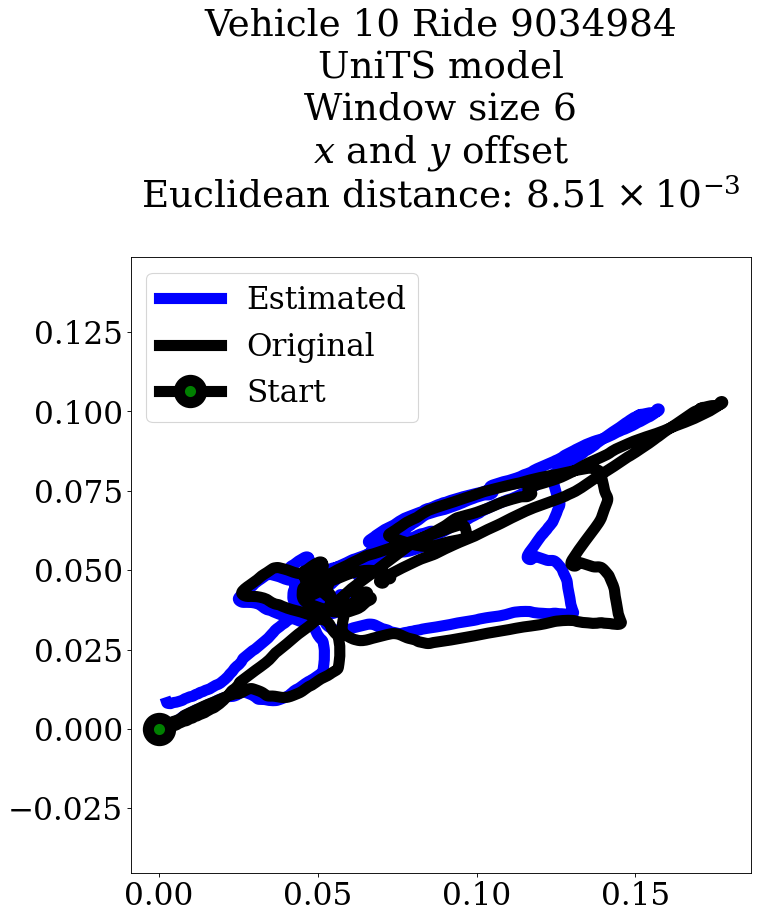 Vehicle 10 Ride 9034984
UniTS model
Window size 6
x and y offset
Euclidean distance: 8.51 × 10⁻³
Estimated
Original
Start
0.125
0.100
0.075
0.050
0.025
0.000
−0.025
0.00 0.05 0.10 0.15